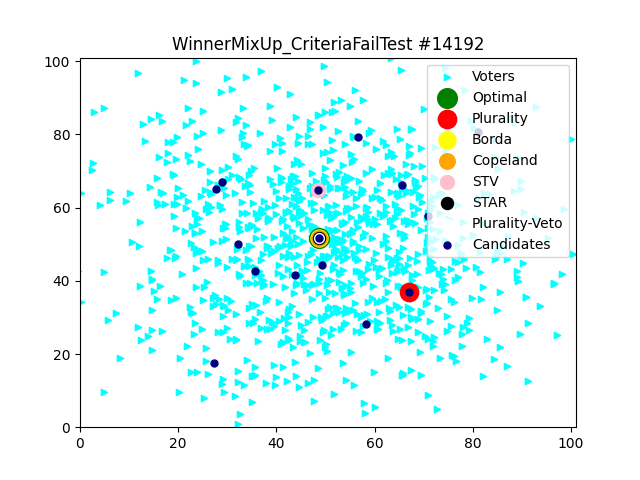 WinnerMixUp_CriteriaFailTest #14192
100
80
60
40
20
0
0
20
40
60
80
100
Voters
Optimal
Plurality
Borda
Copeland
STV
STAR
Plurality-Veto
Candidates